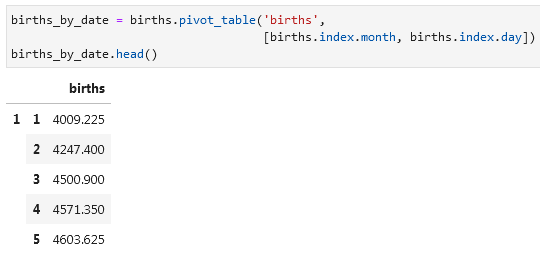 births_by_date = births.pivot_table('births',
                                    [births.index.month, births.index.day])
births_by_date.head()
births
1 1 4009.225
2 4247.400
3 4500.900
4 4571.350
5 4603.625